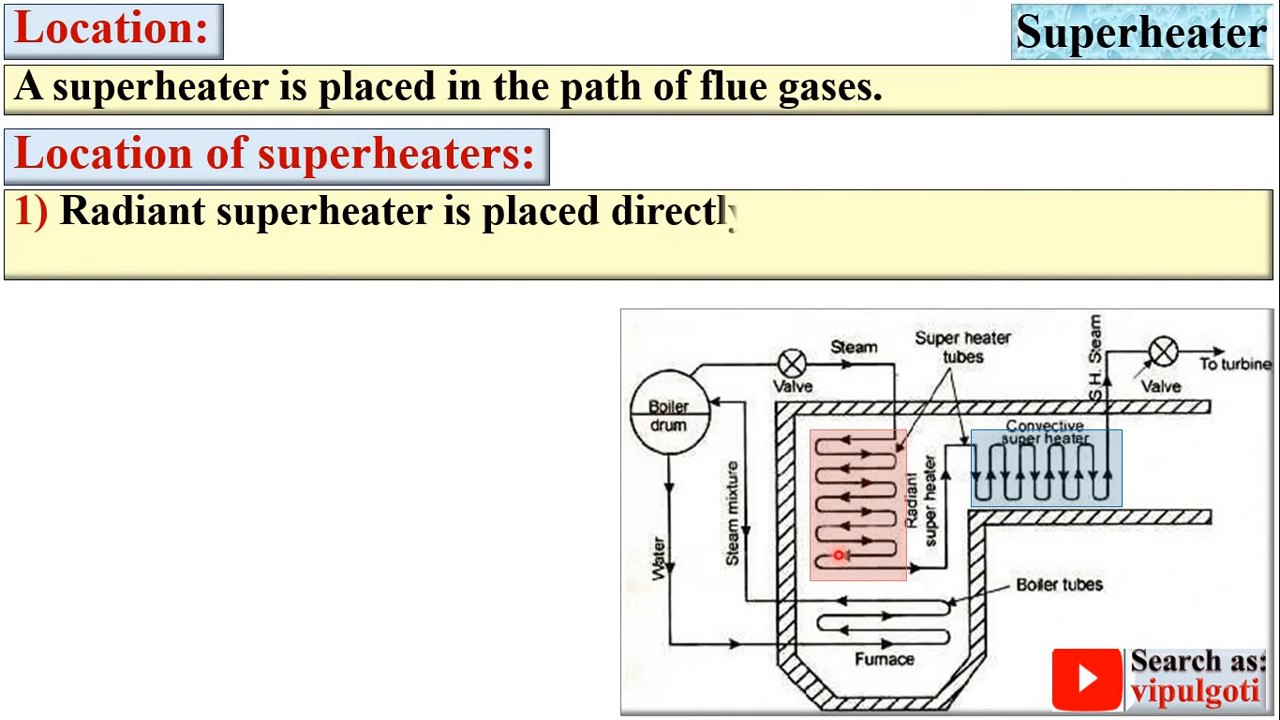 Location:
Superheater
A superheater is placed in the path of flue gases.
Location of superheaters:
1) Radiant superheater is placed directly
Steam
Super heater
tubes
S.H. Steam
To turbine
Valve
Valve
Boiler
drum
Convective
super heater
Radiant
super heater
Steam mixture
Water
Boiler tubes
Furnace
Search as:
vipulgoti